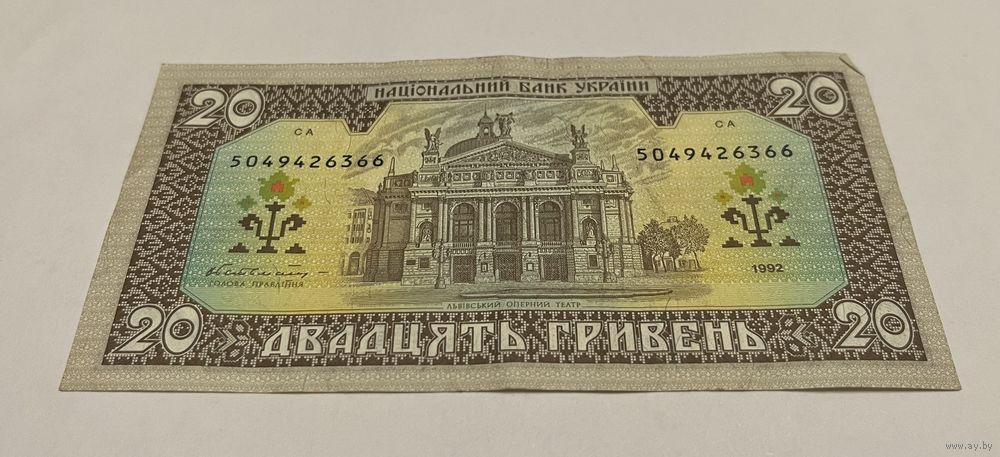 НАЦІОНАЛЬНИЙ БАНК УКРАЇНИ
20
20
СА
СА
5049426366
5049426366
1992
ГОЛОВА ПРАВЛІННЯ
ЛЬВІВСЬКИЙ ОПЕРНИЙ ТЕАТР
20
ДВАДЦЯТЬ ГРИВЕНЬ
20
www.ay.by